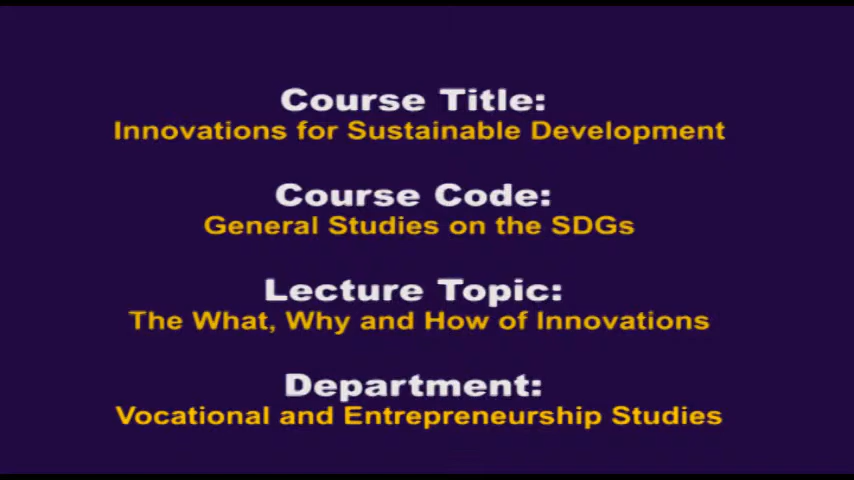 Course Title:
Innovations for Sustainable Development
Course Code:
General Studies on the SDGs
Lecture Topic:
The What, Why and How of Innovations
Department:
Vocational and Entrepreneurship Studies